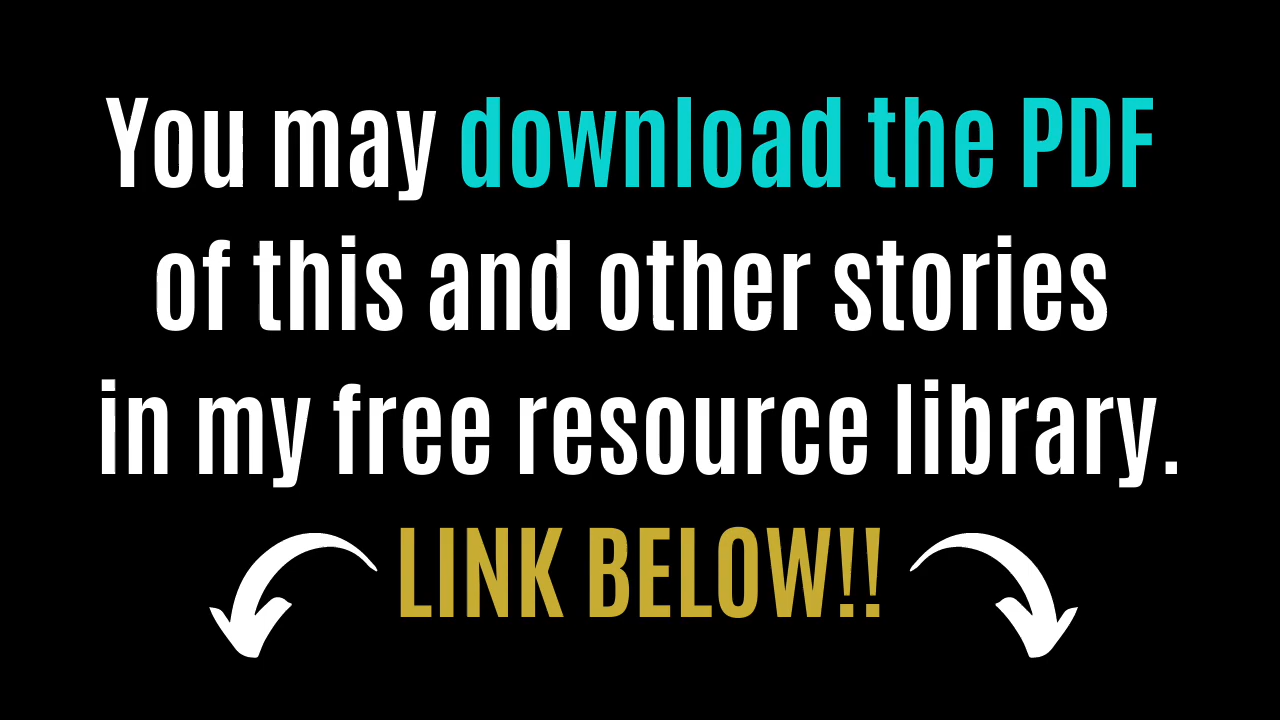 You may download the PDF
of this and other stories
in my free resource library.
LINK BELOW!!